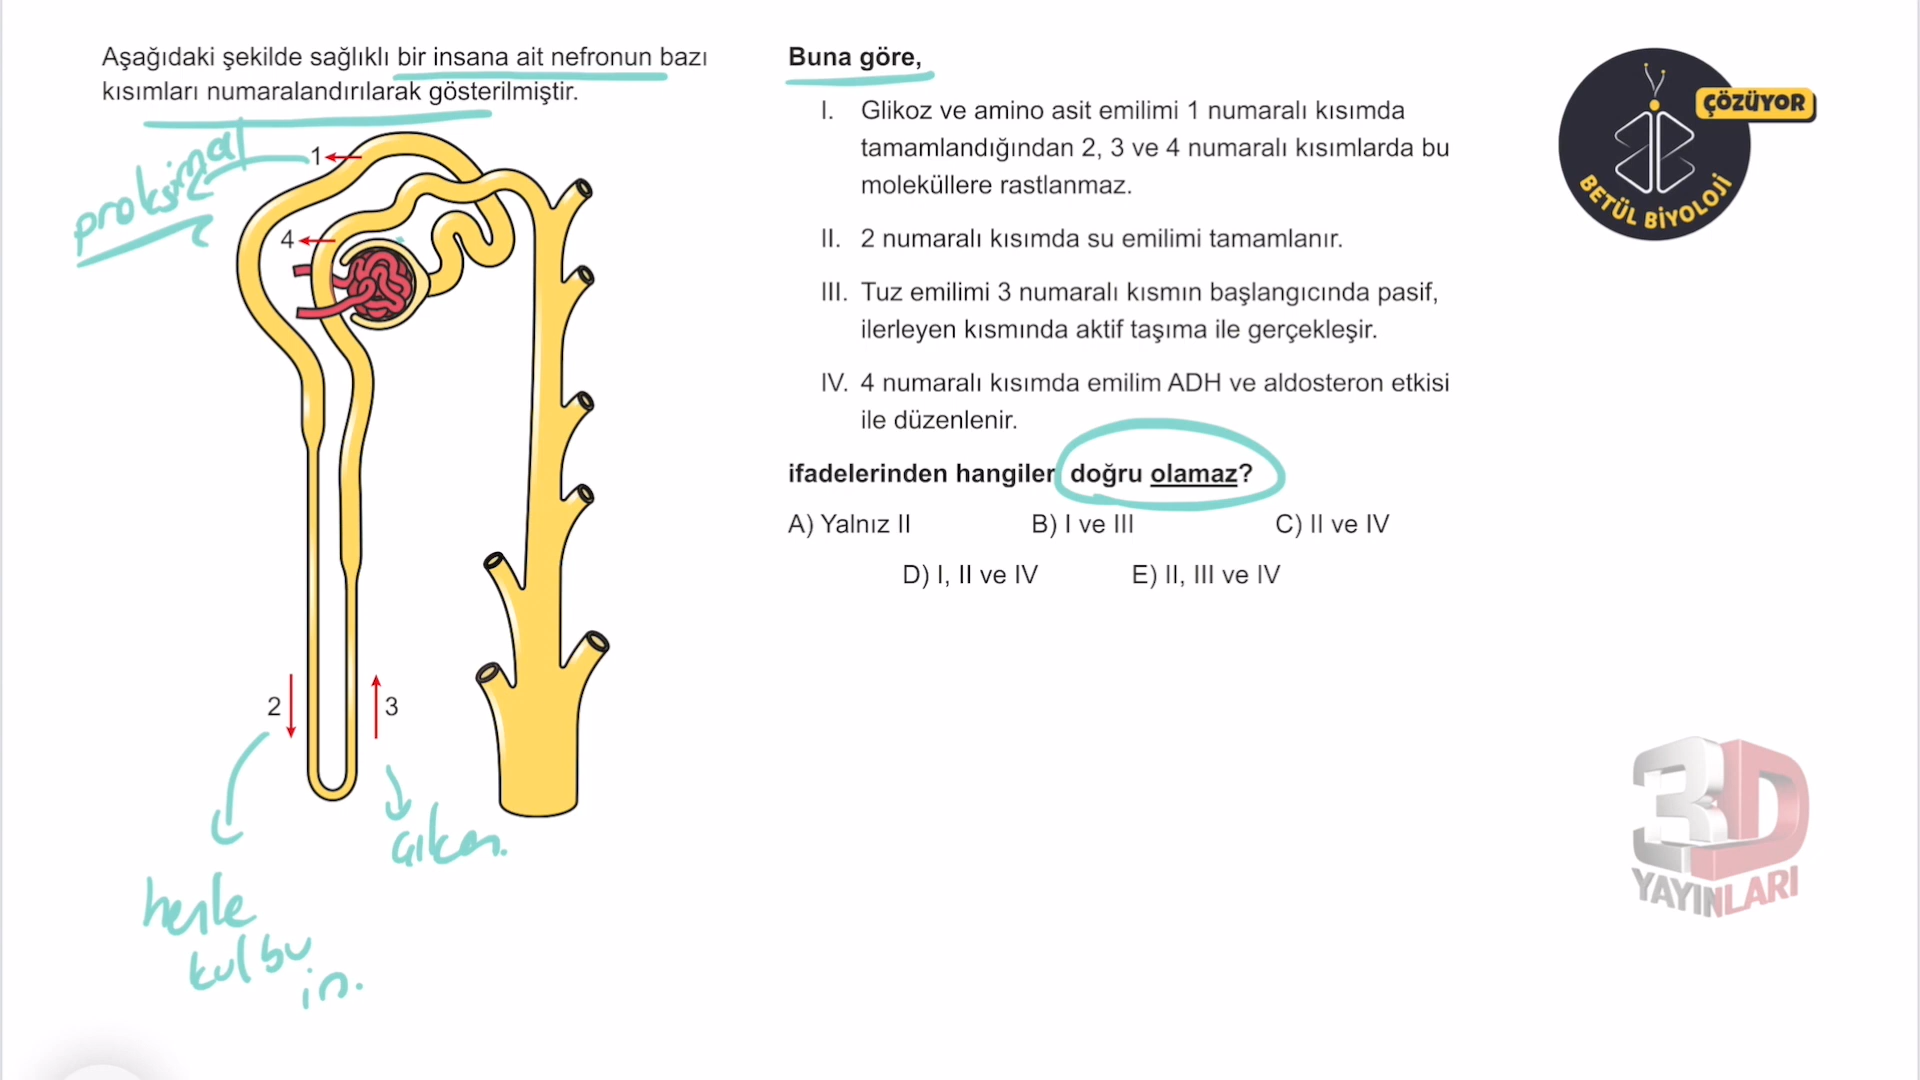 Aşağıdaki şekilde sağlıklı bir insana ait nefronun bazı
kısımları numaralandırılarak gösterilmiştir.
proksimal
1
4
2
3
henle
kulbu
in.
çıkan.
Buna göre,
I. Glikoz ve amino asit emilimi 1 numaralı kısımda
tamamlandığından 2, 3 ve 4 numaralı kısımlarda bu
moleküllere rastlanmaz.
II. 2 numaralı kısımda su emilimi tamamlanır.
III. Tuz emilimi 3 numaralı kısmın başlangıcında pasif,
ilerleyen kısmında aktif taşıma ile gerçekleşir.
IV. 4 numaralı kısımda emilim ADH ve aldosteron etkisi
ile düzenlenir.
ifadelerinden hangiler doğru olamaz?
A) Yalnız II B) I ve III C) II ve IV
D) I, II ve IV E) II, III ve IV
ÇÖZÜYOR
BETÜL BİYOLOJİ
3D
YAYINLARI